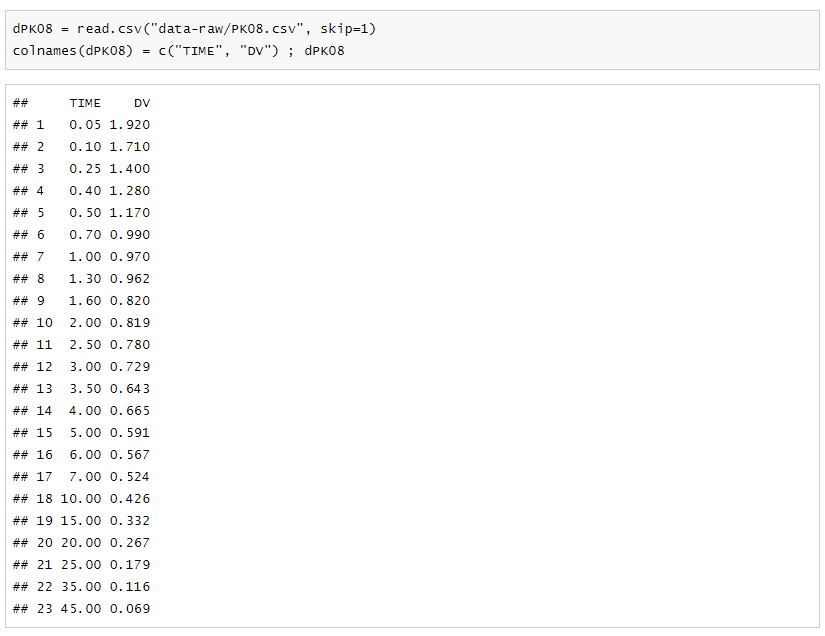 dPK08 = read.csv("data-raw/PK08.csv", skip=1)
colnames(dPK08) = c("TIME", "DV") ; dPK08
##     TIME    DV
## 1   0.05 1.920
## 2   0.10 1.710
## 3   0.25 1.400
## 4   0.40 1.280
## 5   0.50 1.170
## 6   0.70 0.990
## 7   1.00 0.970
## 8   1.30 0.962
## 9   1.60 0.820
## 10  2.00 0.819
## 11  2.50 0.780
## 12  3.00 0.729
## 13  3.50 0.643
## 14  4.00 0.665
## 15  5.00 0.591
## 16  6.00 0.567
## 17  7.00 0.524
## 18 10.00 0.426
## 19 15.00 0.332
## 20 20.00 0.267
## 21 25.00 0.179
## 22 35.00 0.116
## 23 45.00 0.069